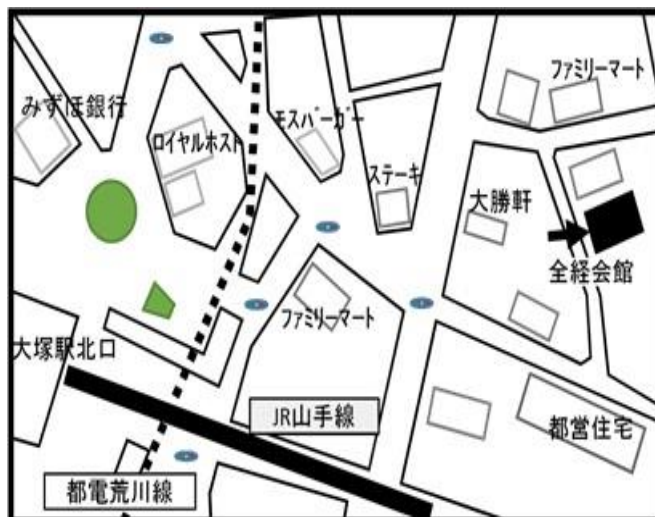 ファミリーマート
みずほ銀行
モスバーガー
ロイヤルホスト
ステーキ
大勝軒
全経会館
ファミリーマート
大塚駅北口
JR山手線
都営住宅
都電荒川線